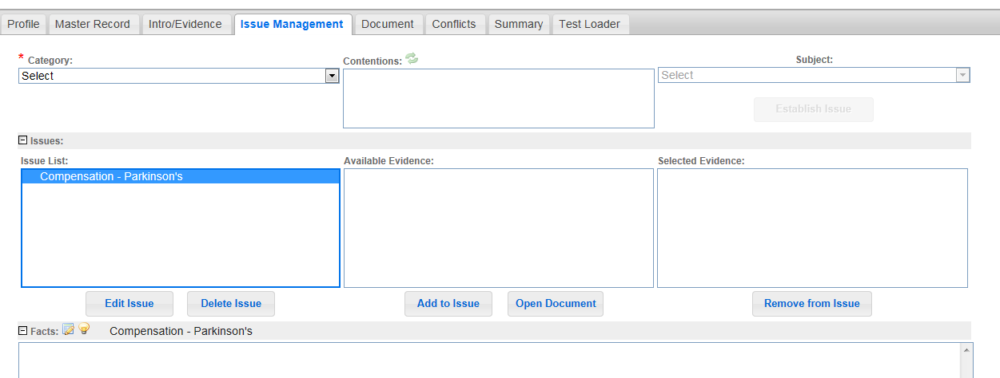 Profile Master Record Intro/Evidence Issue Management Document Conflicts Summary Test Loader
* Category: Contentions: Subject:
Select Select
Establish Issue
Issues:
Issue List: Available Evidence: Selected Evidence:
Compensation - Parkinson's
Edit Issue Delete Issue Add to Issue Open Document Remove from Issue
Facts: Compensation - Parkinson's